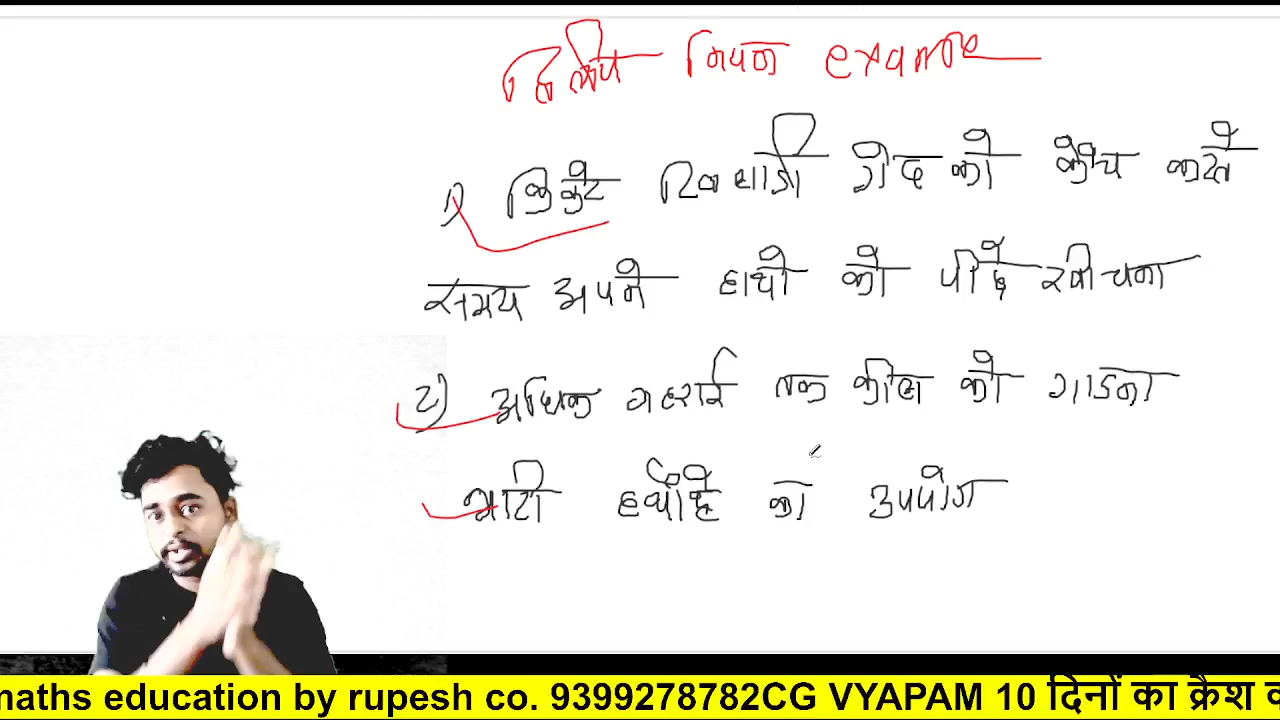 द्वितीय नियम example
1) क्रिकेट खिलाडी गेंद को कैच करते
समय अपने हाथो को पीछे खीचना
2) अधिक गहराई तक कील को गाडना
भारी हथौडे का उपयोग
maths education by rupesh co. 9399278782CG VYAPAM 10 दिनों का क्रैश